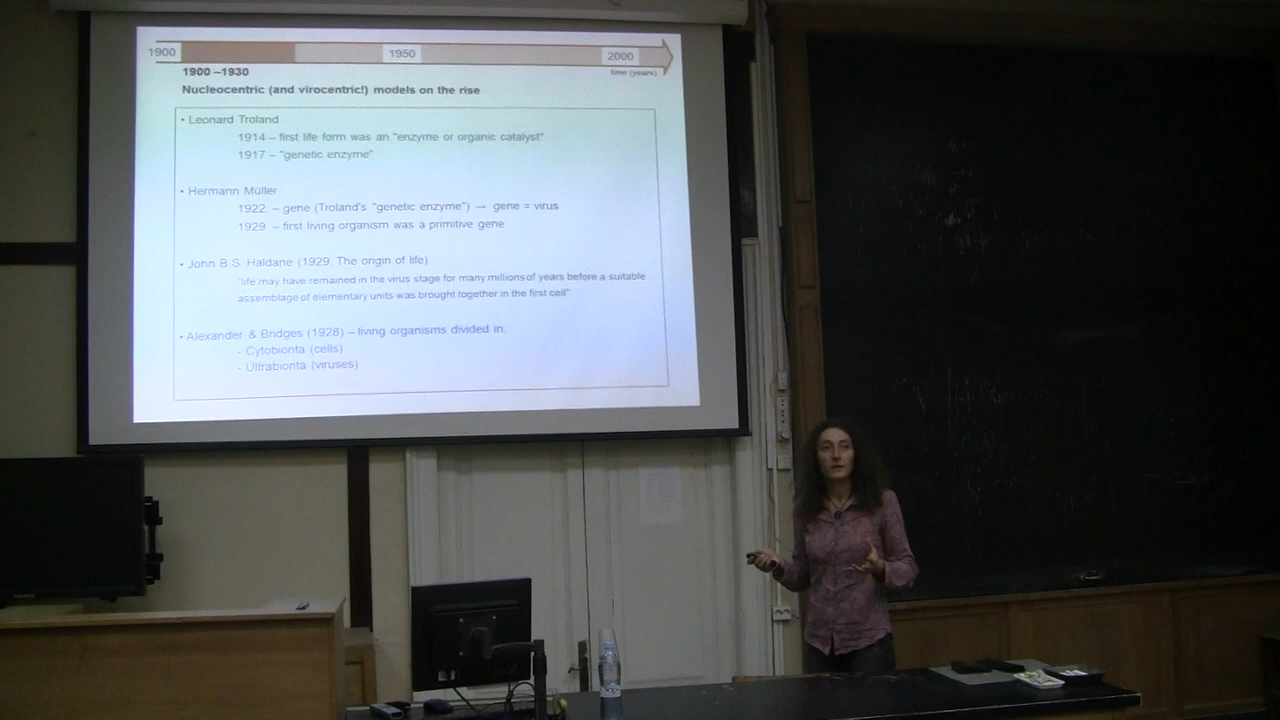 1900 1950 2000
time (years)
1900 –1930
Nucleocentric (and virocentric!) models on the rise
• Leonard Troland
1914 – first life form was an "enzyme or organic catalyst"
1917 – "genetic enzyme"
• Hermann Müller
1922 – gene (Troland's "genetic enzyme") → gene = virus
1929 – first living organism was a primitive gene
• John B.S. Haldane (1929, The origin of life)
"life may have remained in the virus stage for many millions of years before a suitable
assemblage of elementary units was brought together in the first cell"
• Alexander & Bridges (1928) – living organisms divided in:
- Cytobionta (cells)
- Ultrabionta (viruses)